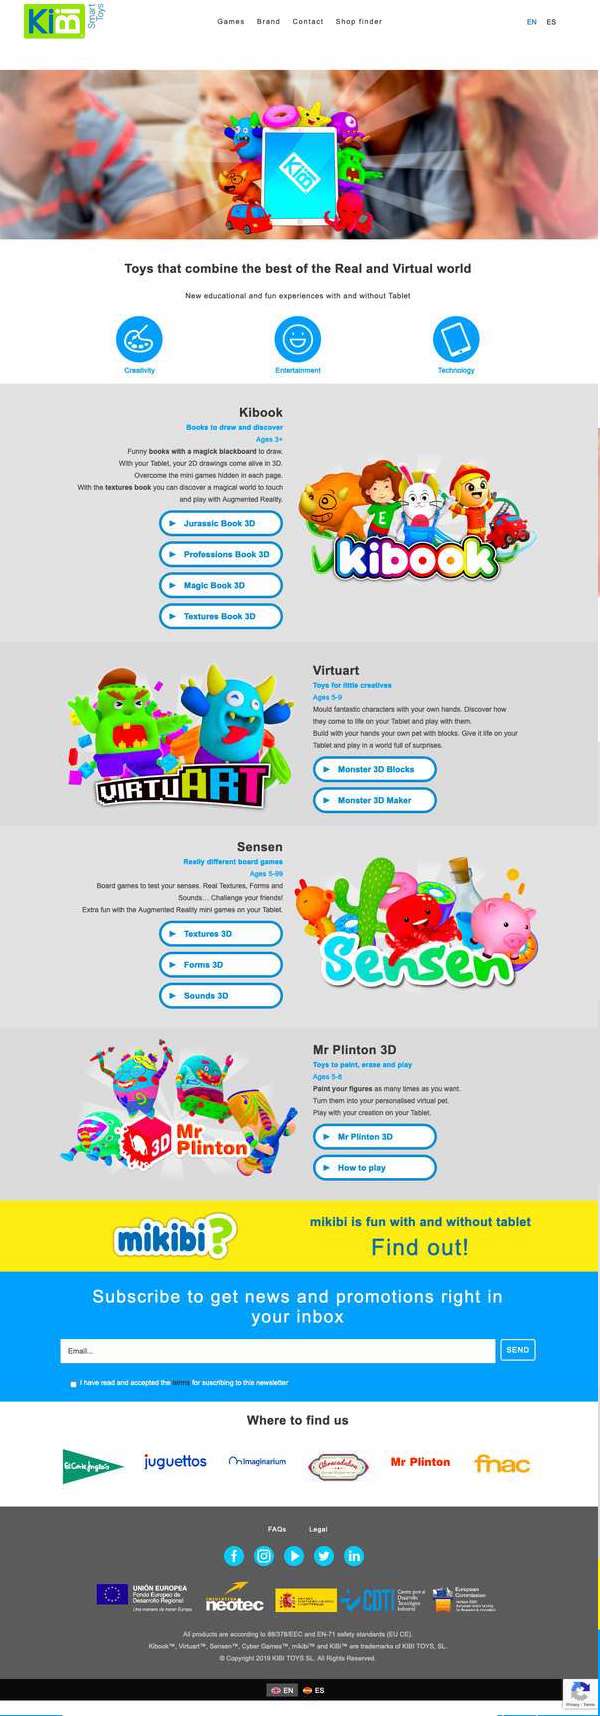 KiBi
Smart
Toys
Games Brand Contact Shop finder
EN ES
KiBi
Toys that combine the best of the Real and Virtual world
New educational and fun experiences with and without Tablet
Creativity
Entertainment
Technology
Kibook
Books to draw and discover
Ages 3+
Funny books with a magick blackboard to draw.
With your Tablet, your 2D drawings come alive in 3D.
Overcome the mini games hidden in each page.
With the textures book you can discover a magical world to touch
and play with Augmented Reality.
Jurassic Book 3D
Professions Book 3D
Magic Book 3D
Textures Book 3D
E
kibook
Virtuart
Toys for little creatives
Ages 5-9
Mould fantastic characters with your own hands. Discover how
they come to life on your Tablet and play with them.
Build with your hands your own pet with blocks. Give it life on your
Tablet and play in a world full of surprises.
Monster 3D Blocks
Monster 3D Maker
VIRTUART
Sensen
Really different board games
Ages 5-99
Board games to test your senses. Real Textures, Forms and
Sounds... Challenge your friends!
Extra fun with the Augmented Reality mini games on your Tablet.
Textures 3D
Forms 3D
Sounds 3D
Sensen
Mr Plinton 3D
Toys to paint, erase and play
Ages 5-8
Paint your figures as many times as you want.
Turn them into your personalised virtual pet.
Play with your creation on your Tablet.
Mr Plinton 3D
How to play
3D
Mr
Plinton
mikibi?
mikibi is fun with and without tablet
Find out!
Subscribe to get news and promotions right in
your inbox
Email...
SEND
I have read and accepted the terms for suscribing to this newsletter
Where to find us
El Corte Inglés
juguettos
Imaginarium
Abracadabra
Mr Plinton
fnac
FAQs Legal
UNIÓN EUROPEA
Fondo Europeo de
Desarrollo Regional
Una manera de hacer Europa
neotec
CDTI
Centro para el
Desarrollo
Tecnológico
Industrial
European
Commission
All products are according to 88/378/EEC and EN-71 safety standards (EU CE).
Kibook™, Virtuart™, Sensen™, Cyber Games™, mikibi™ and KiBi™ are trademarks of KIBI TOYS, SL.
© Copyright 2019 KIBI TOYS SL. All Rights Reserved.
EN ES
Privacy - Terms